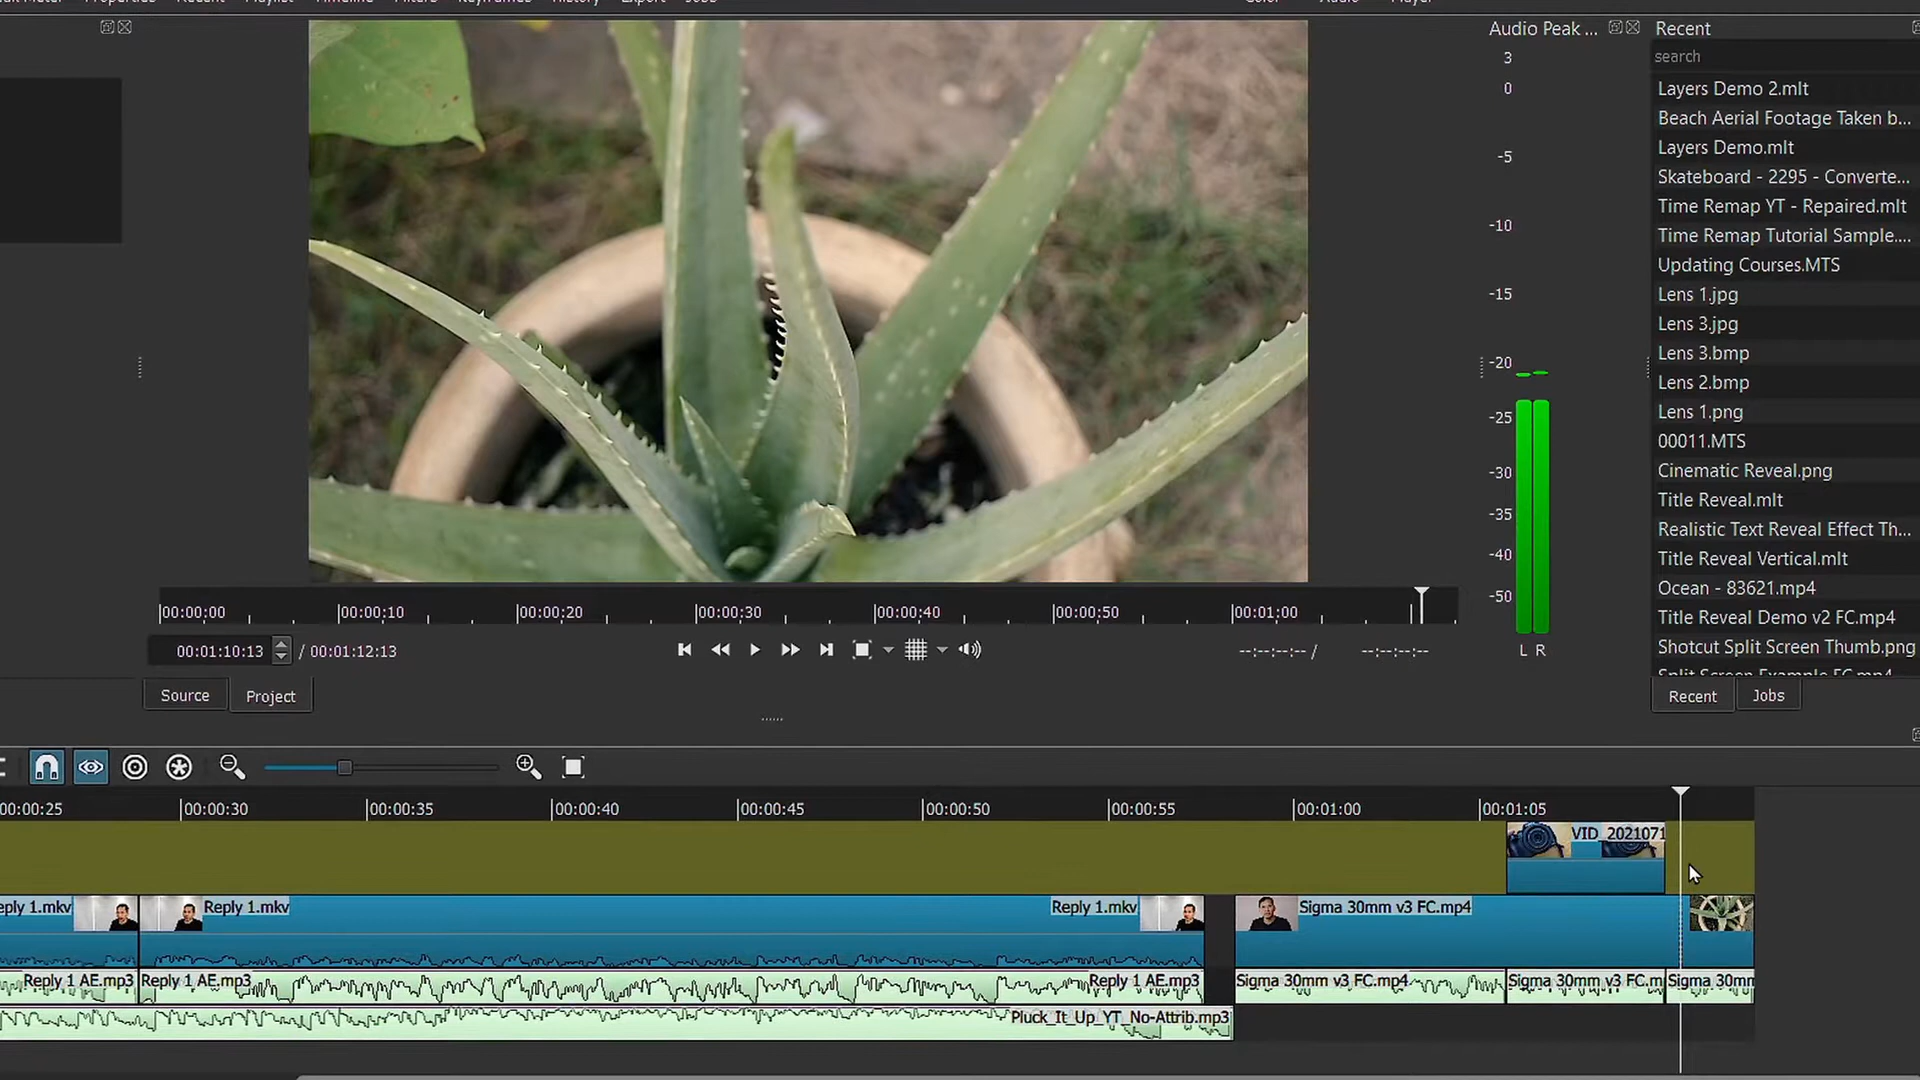 Properties Recent Playlist Timeline Filters Keyframes History Export Jobs
Color Audio Player
Audio Peak ...
3
0
-5
-10
-15
-20
-25
-30
-35
-40
-50
L R
Recent
search
Layers Demo 2.mlt
Beach Aerial Footage Taken b...
Layers Demo.mlt
Skateboard - 2295 - Converte...
Time Remap YT - Repaired.mlt
Time Remap Tutorial Sample....
Updating Courses.MTS
Lens 1.jpg
Lens 3.jpg
Lens 3.bmp
Lens 2.bmp
Lens 1.png
00011.MTS
Cinematic Reveal.png
Title Reveal.mlt
Realistic Text Reveal Effect Th...
Title Reveal Vertical.mlt
Ocean - 83621.mp4
Title Reveal Demo v2 FC.mp4
Shotcut Split Screen Thumb.png
Split Screen Example FC.mp4
Recent Jobs
00:00:00 00:00:10 00:00:20 00:00:30 00:00:40 00:00:50 00:01:00
00:01:10:13 / 00:01:12:13
--:--:--:-- / --:--:--:--
Source Project
00:00:25 00:00:30 00:00:35 00:00:40 00:00:45 00:00:50 00:00:55 00:01:00 00:01:05
VID_2021071
eply 1.mkv Reply 1.mkv Reply 1.mkv Sigma 30mm v3 FC.mp4
Reply 1 AE.mp3 Reply 1 AE.mp3 Reply 1 AE.mp3 Sigma 30mm v3 FC.mp4 Sigma 30mm v3 FC.m Sigma 30mm
Pluck_It_Up_YT_No-Attrib.mp3